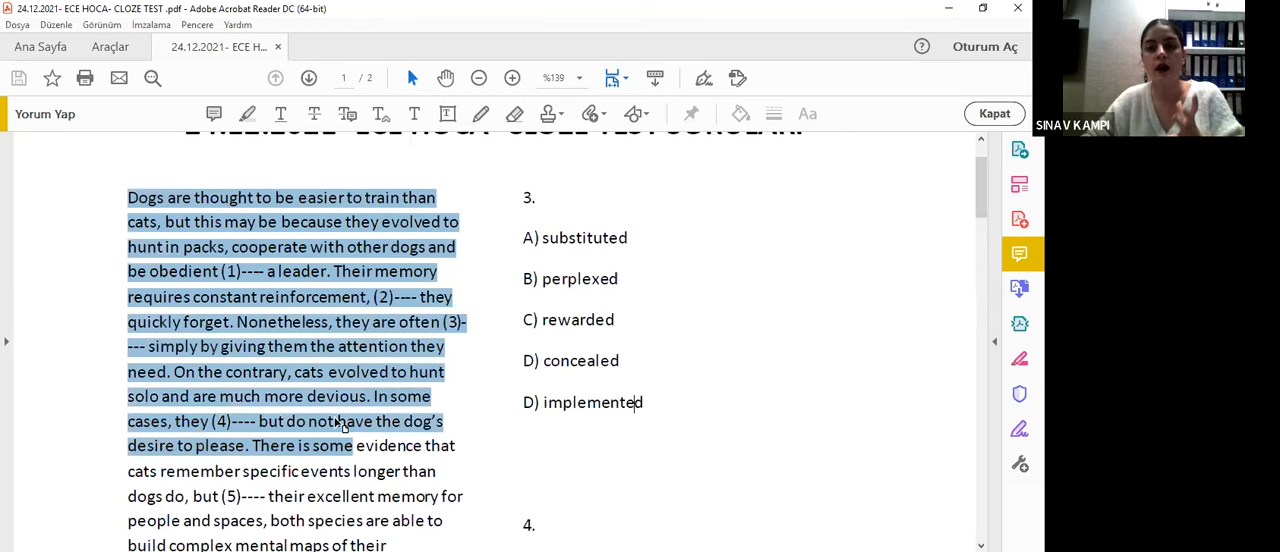 24.12.2021- ECE HOCA- CLOZE TEST .pdf - Adobe Acrobat Reader DC (64-bit)
Dosya Düzenle Görünüm İmzalama Pencere Yardım
Ana Sayfa Araçlar 24.12.2021- ECE H... × Oturum Aç
1 / 2 %139
Yorum Yap Kapat
SINAV KAMPI
Dogs are thought to be easier to train than
cats, but this may be because they evolved to
hunt in packs, cooperate with other dogs and
be obedient (1)---- a leader. Their memory
requires constant reinforcement, (2)---- they
quickly forget. Nonetheless, they are often (3)-
--- simply by giving them the attention they
need. On the contrary, cats evolved to hunt
solo and are much more devious. In some
cases, they (4)---- but do not have the dog's
desire to please. There is some evidence that
cats remember specific events longer than
dogs do, but (5)---- their excellent memory for
people and spaces, both species are able to
build complex mental maps of their
3.
A) substituted
B) perplexed
C) rewarded
D) concealed
D) implemented
4.